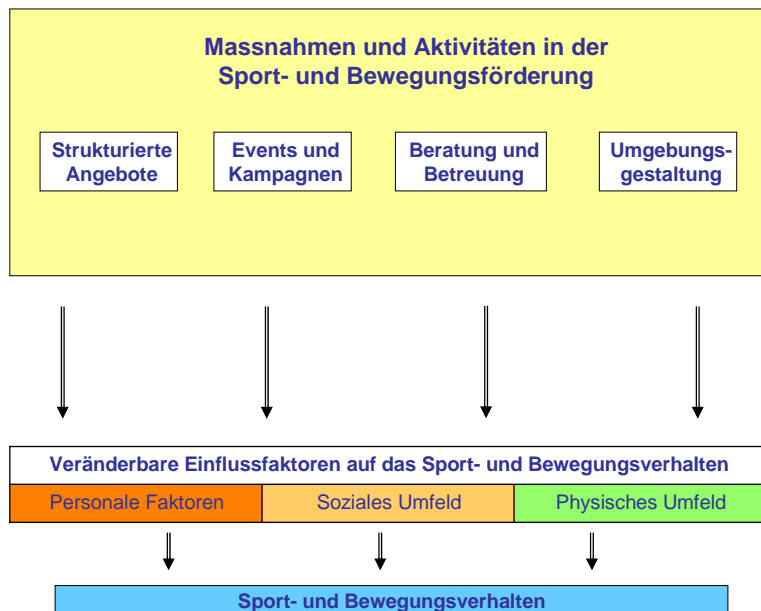 Massnahmen und Aktivitäten in der
Sport- und Bewegungsförderung
Strukturierte
Angebote
Events und
Kampagnen
Beratung und
Betreuung
Umgebungs-
gestaltung
Veränderbare Einflussfaktoren auf das Sport- und Bewegungsverhalten
Personale Faktoren
Soziales Umfeld
Physisches Umfeld
Sport- und Bewegungsverhalten